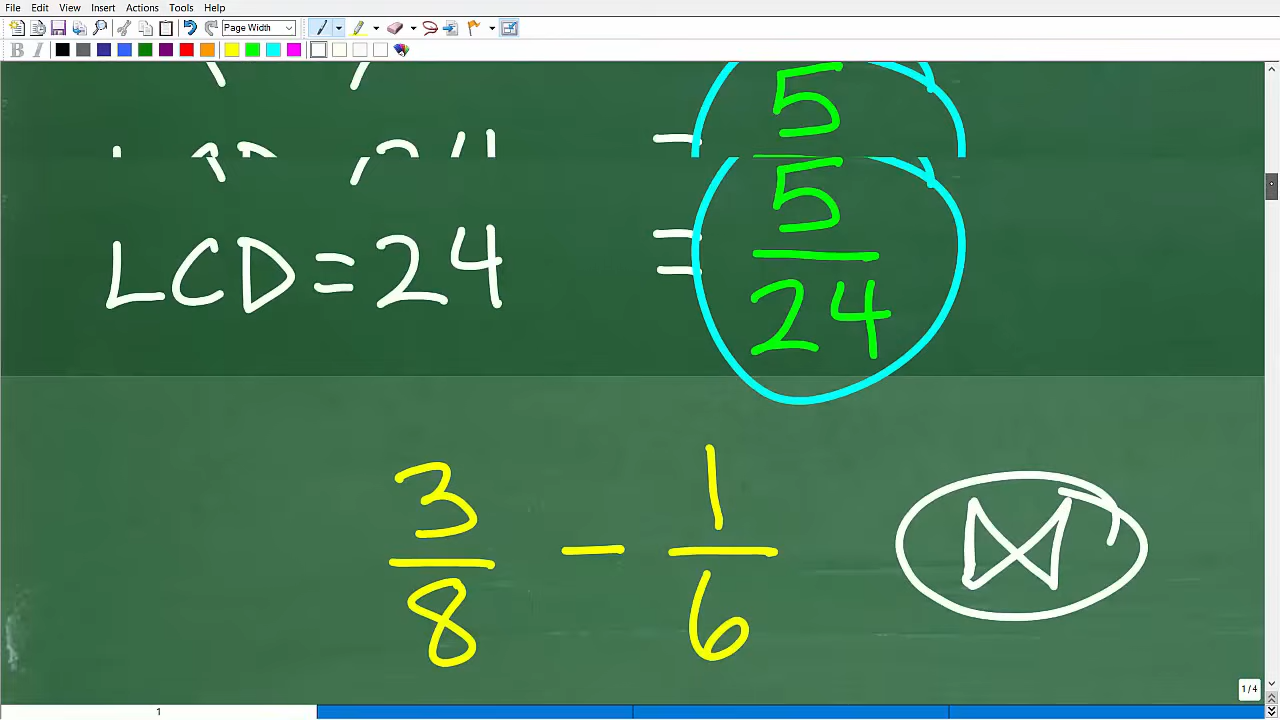 File Edit View Insert Actions Tools Help
Page Width
B I
5
5
LCD = 24 =
24
3 - 1
8 6
1/4
1